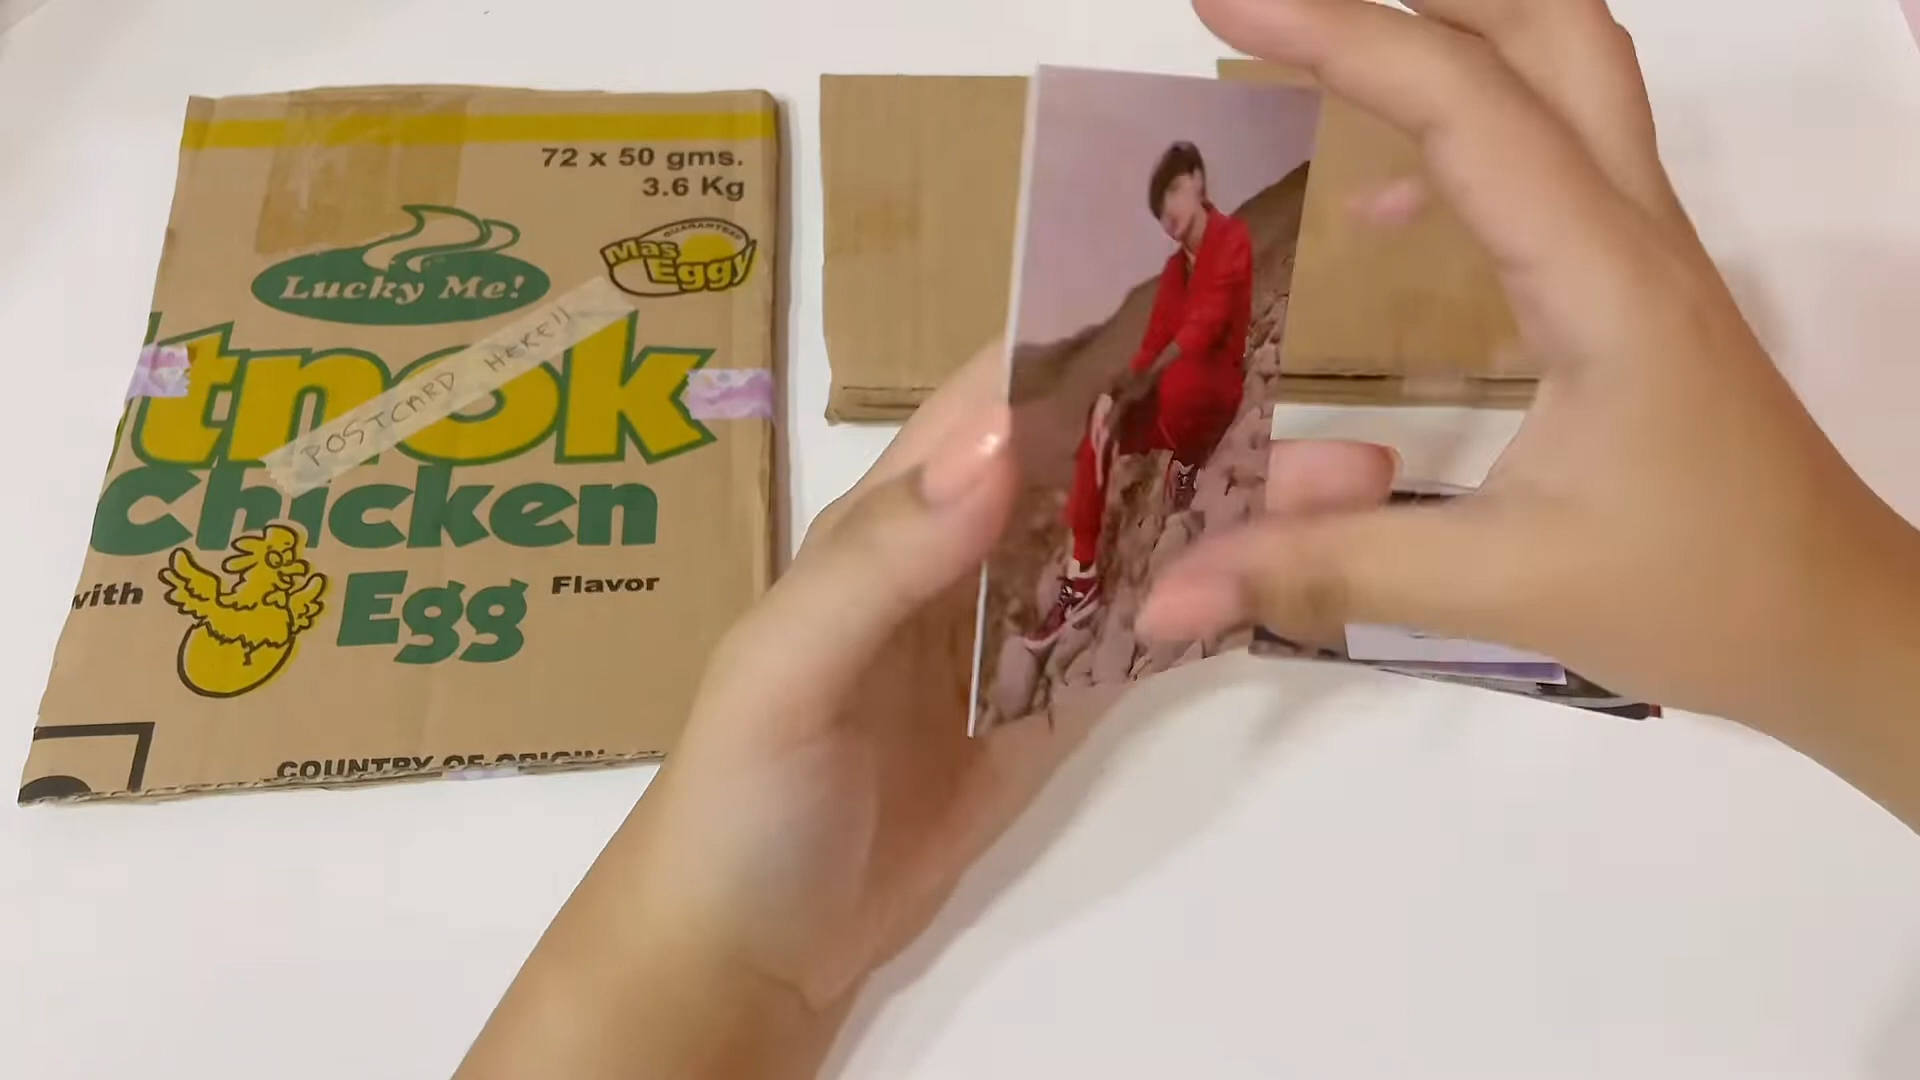 72 x 50 gms.
3.6 Kg
GUARANTEED
Mas
Eggy
Lucky Me!
POSTCARD HERE!!
tnok
Chicken
with
Egg
Flavor
COUNTRY OF ORIGIN